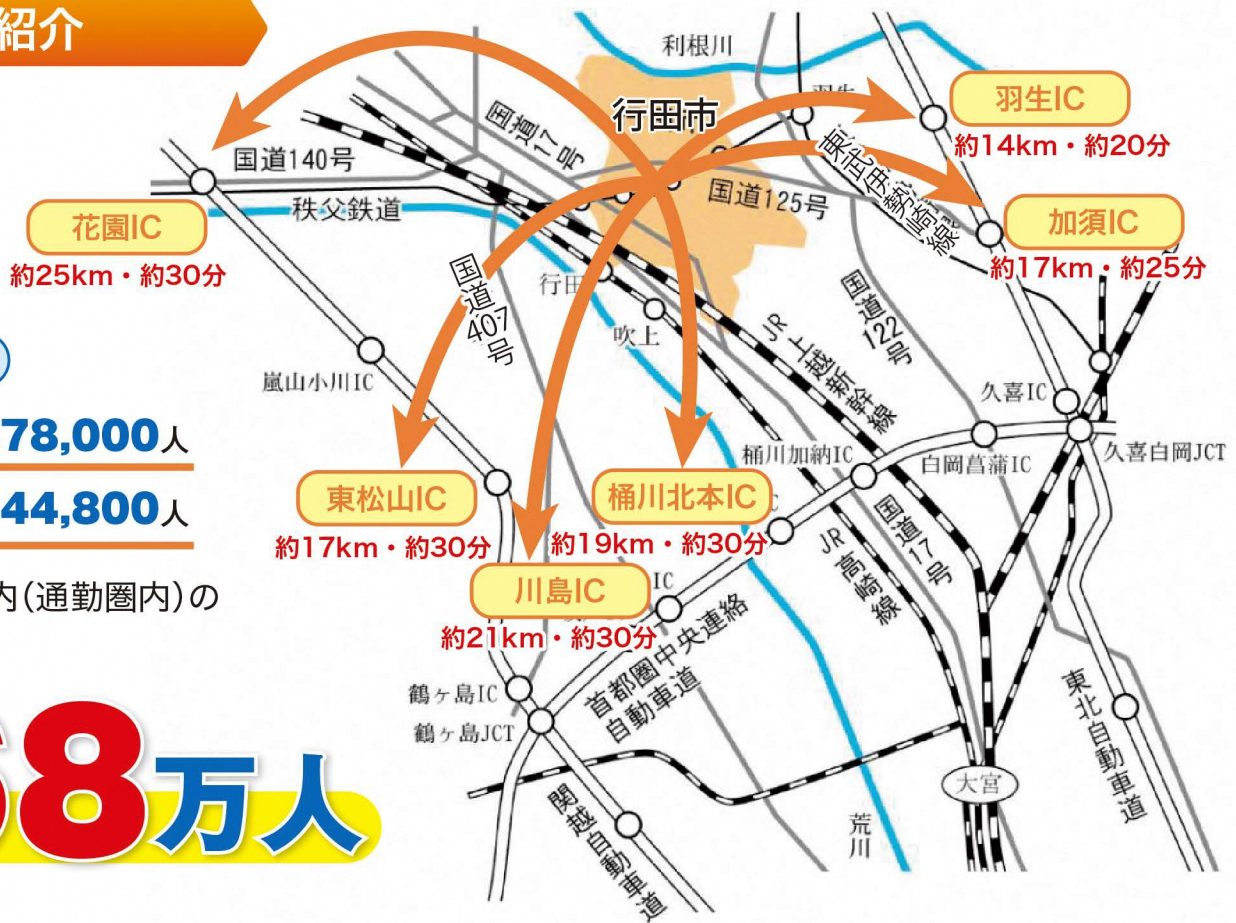 紹介
利根川
羽生IC
行田市
約14km・約20分
国道17号
国道140号
東武伊勢崎線
国道125号
秩父鉄道
花園IC
加須IC
約25km・約30分
約17km・約25分
国道407号
行田
国道122号
吹上
JR上越新幹線
嵐山小川IC
久喜IC
78,000人
桶川加納IC
白岡菖蒲IC
久喜白岡JCT
東松山IC
桶川北本IC
44,800人
国道17号
約17km・約30分
約19km・約30分
JR高崎線
川島IC
IC
内(通勤圏内)の
約21km・約30分
首都圏中央連絡
自動車道
鶴ヶ島IC
鶴ヶ島JCT
東北自動車道
8万人
大宮
関越自動車道
荒川